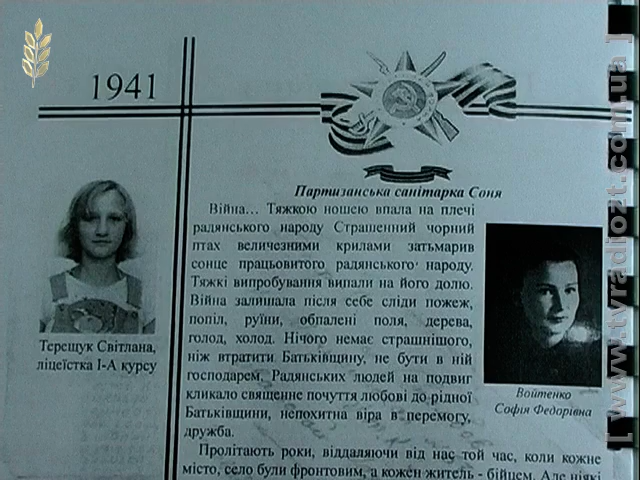 1941
Партизанська санітарка Соня
Війна... Тяжкою ношею впала на плечі
радянського народу Страшенний чорний
птах величезними крилами затьмарив
сонце працьовитого радянського народу.
Тяжкі випробування випали на його долю.
Війна залишала після себе сліди пожеж,
попіл, руїни, обпалені поля, дерева,
голод, холод. Нічого немає страшнішого,
ніж втратити Батьківщину, не бути в ній
господарем. Радянських людей на подвиг
кликало священне почуття любові до рідної
Батьківщини, непохитна віра в перемогу,
дружба.
Пролітають роки, віддаляючи від нас той час, коли кожне
місто, село були фронтовим, а кожен житель - бійцем. Але ніякі
Терещук Світлана,
ліцеїстка І-А курсу
Войтенко
Софія Федорівна
[ www.tvradiozt.com.ua ]